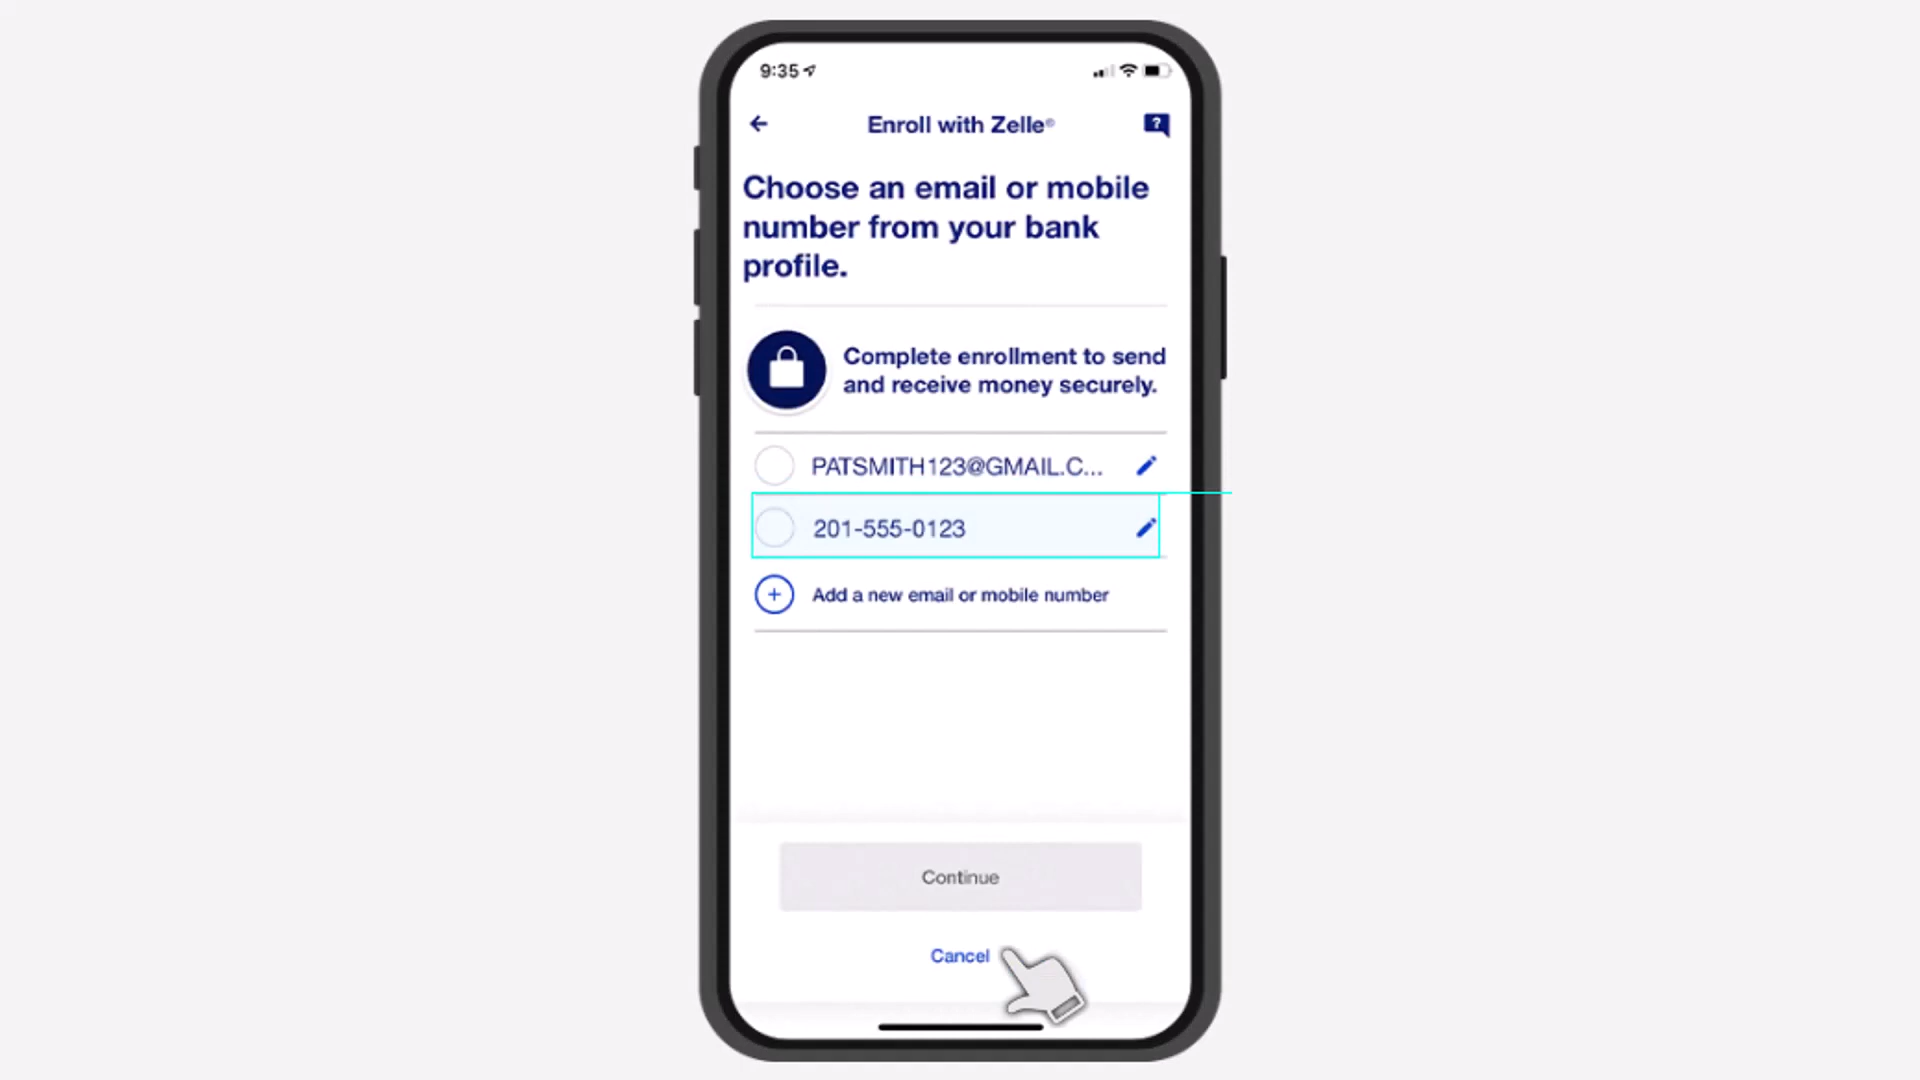 9:35
Enroll with Zelle®
Choose an email or mobile
number from your bank
profile.
Complete enrollment to send
and receive money securely.
PATSMITH123@GMAIL.C...
201-555-0123
Add a new email or mobile number
Continue
Cancel